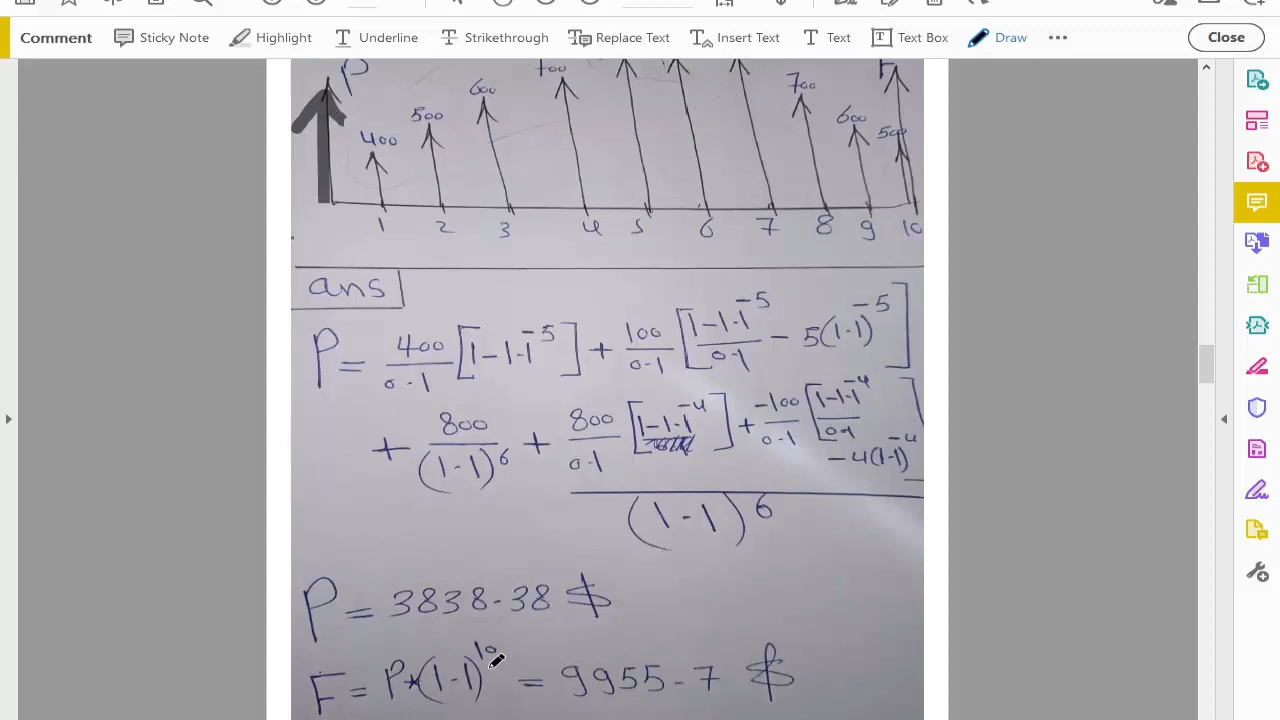 Comment Sticky Note Highlight Underline Strikethrough Replace Text Insert Text Text Text Box Draw Close
P 700 F
600 700
500 600
400 500
1 2 3 4 5 6 7 8 9 10
ans
P = 400/0.1 [1-1.1^-5] + 100/0.1 [(1-1.1^-5)/0.1 - 5(1.1)^-5]
+ 800/(1.1)^6 + (800/0.1 [1-1.1^-4] + -100/0.1 [(1-1.1^-4)/0.1 - 4(1.1)^-4])/(1.1)^6
P = 3838.38 $
F = P*(1.1)^10 = 9955.7 $